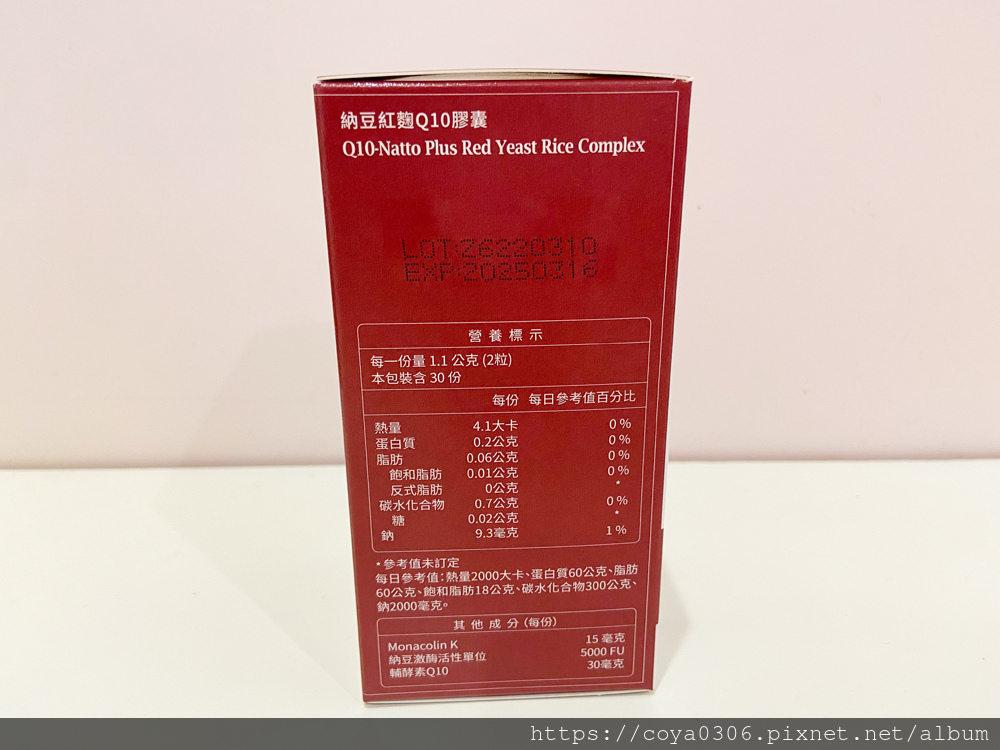 納豆紅麴Q10膠囊
Q10-Natto Plus Red Yeast Rice Complex
LOT:Z6220310
EXP:20250316
營養標示
每一份量 1.1 公克 (2粒)
本包裝含 30 份
每份 每日參考值百分比
熱量 4.1大卡 0 %
蛋白質 0.2公克 0 %
脂肪 0.06公克 0 %
飽和脂肪 0.01公克 0 %
反式脂肪 0公克 *
碳水化合物 0.7公克 0 %
糖 0.02公克 *
鈉 9.3毫克 1 %
*參考值未訂定
每日參考值:熱量2000大卡、蛋白質60公克、脂肪
60公克、飽和脂肪18公克、碳水化合物300公克、
鈉2000毫克。
其他成分(每份)
Monacolin K 15 毫克
納豆激酶活性單位 5000 FU
輔酵素Q10 30毫克
https://coya0306.pixnet.net/album